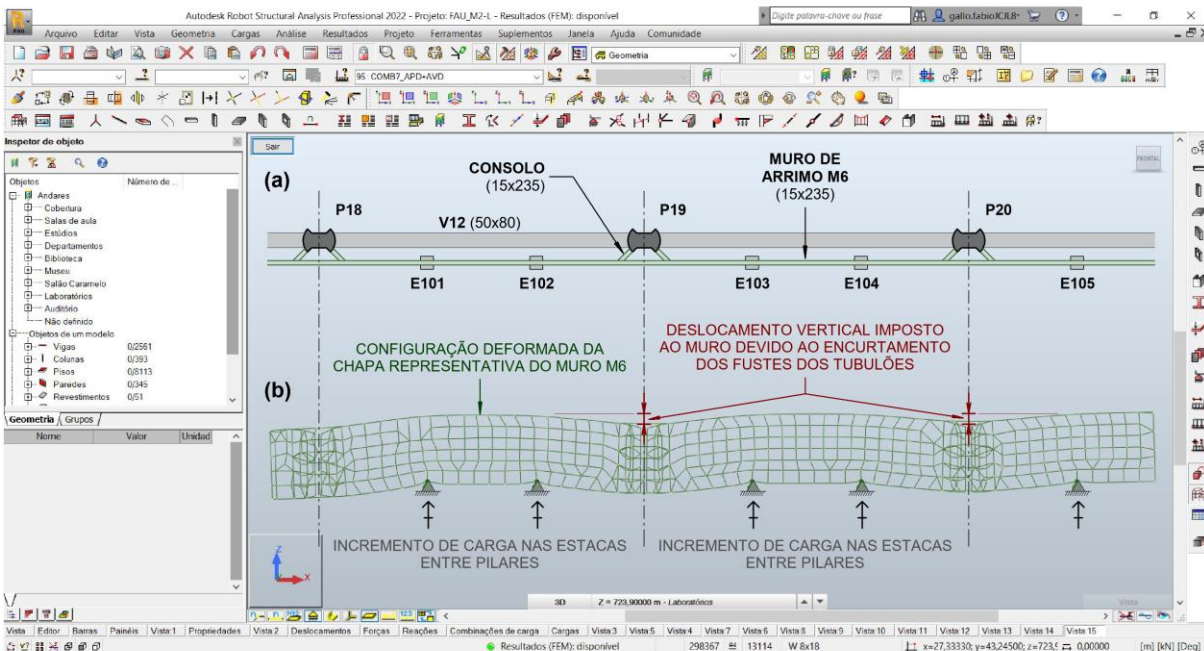 Autodesk Robot Structural Analysis Professional 2022 - Projeto: FAU_M2-L - Resultados (FEM): disponível
Digite palavra-chave ou frase
gallo.fabioJCJL8
PRO
Arquivo Editar Vista Geometria Cargas Análise Resultados Projeto Ferramentas Suplementos Janela Ajuda Comunidade
Geometria
95: COMB7_APD+AVD
Inspetor de objeto
Objetos Número de ...
Andares
Cobertura
Salas de aula
Estúdios
Departamentos
Biblioteca
Museu
Salão Caramelo
Laboratórios
Auditório
Não definido
Objetos de um modelo
Vigas 0/2561
Colunas 0/393
Pisos 0/8113
Paredes 0/345
Revestimentos 0/51
Geometria Grupos
Nome Valor Unidad
Sair
FRONTAL
(a)
CONSOLO
(15x235)
MURO DE
ARRIMO M6
(15x235)
P18
V12 (50x80)
P19
P20
E101
E102
E103
E104
E105
CONFIGURAÇÃO DEFORMADA DA
CHAPA REPRESENTATIVA DO MURO M6
DESLOCAMENTO VERTICAL IMPOSTO
AO MURO DEVIDO AO ENCURTAMENTO
DOS FUSTES DOS TUBULÕES
(b)
INCREMENTO DE CARGA NAS ESTACAS
ENTRE PILARES
INCREMENTO DE CARGA NAS ESTACAS
ENTRE PILARES
Z
X
3D Z = 723,90000 m - Laboratórios
Vista
Vista Editor Barras Painéis Vista:1 Propriedades Vista:2 Deslocamentos Forças Reações Combinações de carga Cargas Vista:3 Vista:5 Vista:4 Vista:7 Vista:6 Vista:8 Vista:9 Vista:10 Vista:11 Vista:12 Vista:13 Vista:14 Vista:15
Resultados (FEM): disponível 298367 13114 W 8x18 x=27,33330; y=43,24500; z=723,9 0,00000 [m] [kN] [Deg